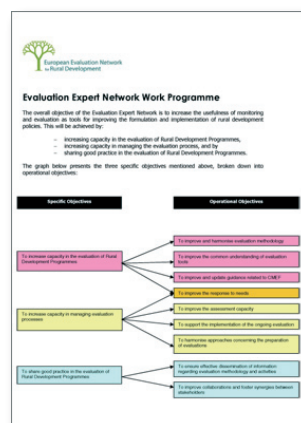 European Evaluation Network
for Rural Development
Evaluation Expert Network Work Programme
The overall objective of the Evaluation Expert Network is to increase the usefulness of monitoring
and evaluation as tools for improving the formulation and implementation of rural development
policies. This will be achieved by:
- increasing capacity in the evaluation of Rural Development Programmes,
- increasing capacity in managing the evaluation process, and by
- sharing good practice in the evaluation of Rural Development Programmes.
The graph below presents the three specific objectives mentioned above, broken down into
operational objectives:
Specific Objectives
Operational Objectives
To increase capacity in the evaluation of Rural
Development Programmes
To increase capacity in managing evaluation
processes
To share good practice in the evaluation of
Rural Development Programmes
To improve and harmonise evaluation methodology
To improve the common understanding of evaluation
tools
To improve and update guidance related to CMEF
To improve the response to needs
To improve the assessment capacity
To support the implementation of the ongoing evaluation
To harmonise approaches concerning the preparation
of evaluations
To ensure effective dissemination of information
regarding evaluation methodology and activities
To improve collaborations and foster synergies between
stakeholders